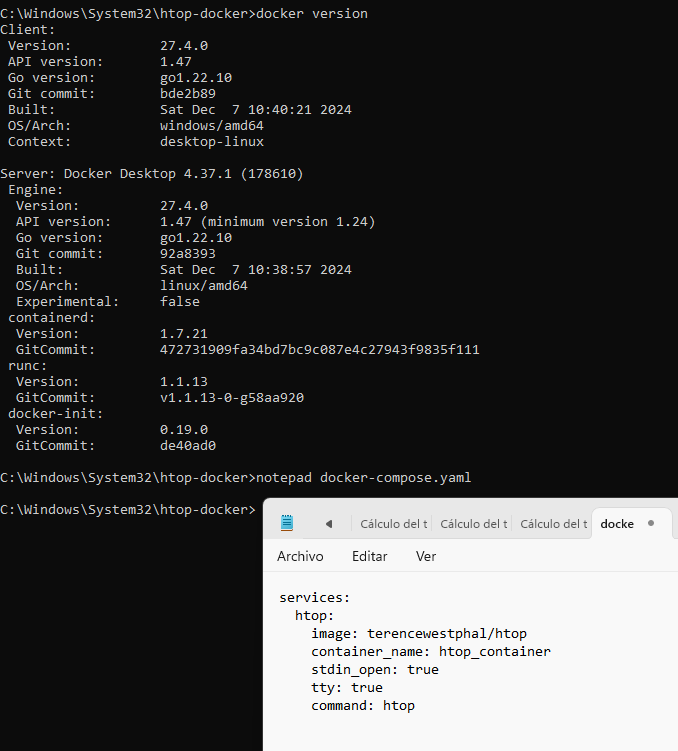 C:\Windows\System32\htop-docker>docker version
Client:
 Version:           27.4.0
 API version:       1.47
 Go version:        go1.22.10
 Git commit:        bde2b89
 Built:             Sat Dec  7 10:40:21 2024
 OS/Arch:           windows/amd64
 Context:           desktop-linux

Server: Docker Desktop 4.37.1 (178610)
 Engine:
  Version:          27.4.0
  API version:      1.47 (minimum version 1.24)
  Go version:       go1.22.10
  Git commit:       92a8393
  Built:            Sat Dec  7 10:38:57 2024
  OS/Arch:          linux/amd64
  Experimental:     false
 containerd:
  Version:          1.7.21
  GitCommit:        472731909fa34bd7bc9c087e4c27943f9835f111
 runc:
  Version:          1.1.13
  GitCommit:        v1.1.13-0-g58aa920
 docker-init:
  Version:          0.19.0
  GitCommit:        de40ad0

C:\Windows\System32\htop-docker>notepad docker-compose.yaml

C:\Windows\System32\htop-docker>
Cálculo del t Cálculo del t Cálculo del t docke
Archivo Editar Ver
services:
  htop:
    image: terencewestphal/htop
    container_name: htop_container
    stdin_open: true
    tty: true
    command: htop